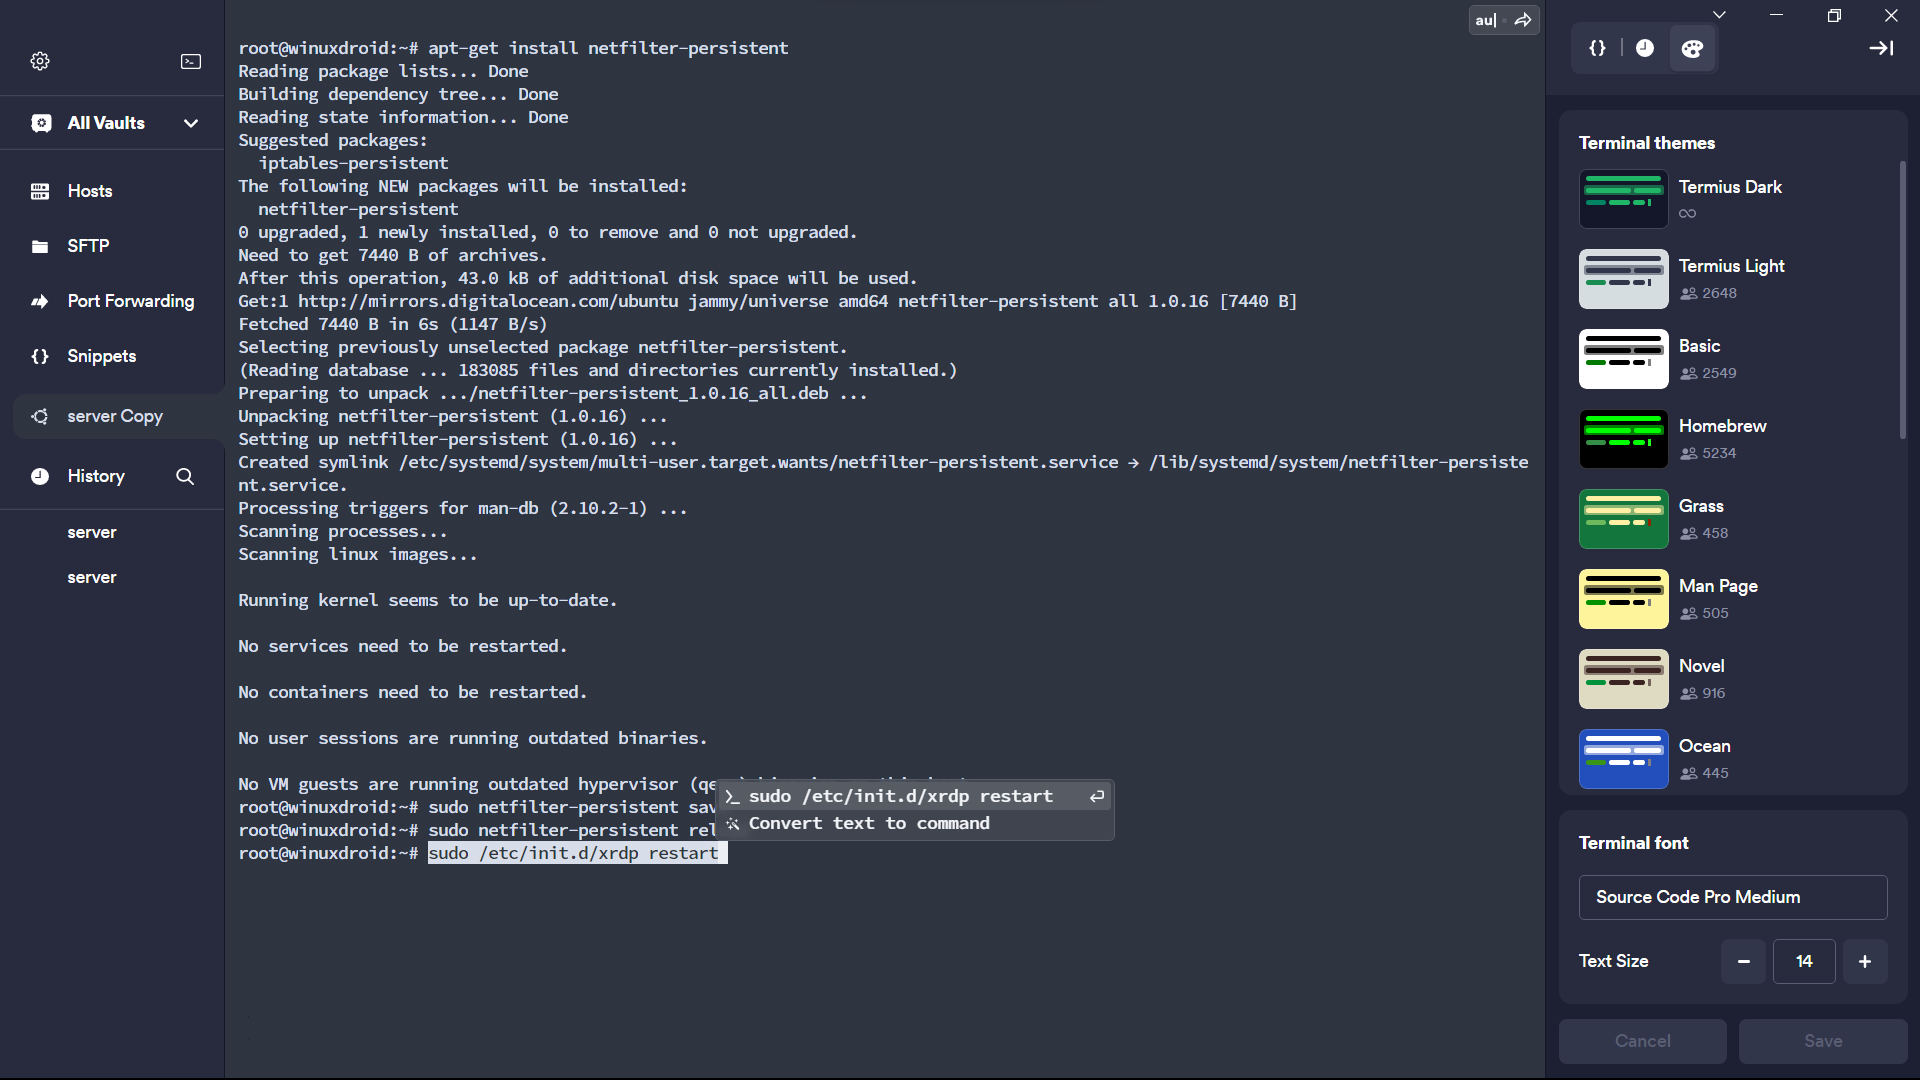 All Vaults
Hosts
SFTP
Port Forwarding
{} Snippets
server Copy
History
server
server
au|
root@winuxdroid:~# apt-get install netfilter-persistent
Reading package lists... Done
Building dependency tree... Done
Reading state information... Done
Suggested packages:
  iptables-persistent
The following NEW packages will be installed:
  netfilter-persistent
0 upgraded, 1 newly installed, 0 to remove and 0 not upgraded.
Need to get 7440 B of archives.
After this operation, 43.0 kB of additional disk space will be used.
Get:1 http://mirrors.digitalocean.com/ubuntu jammy/universe amd64 netfilter-persistent all 1.0.16 [7440 B]
Fetched 7440 B in 6s (1147 B/s)
Selecting previously unselected package netfilter-persistent.
(Reading database ... 183085 files and directories currently installed.)
Preparing to unpack .../netfilter-persistent_1.0.16_all.deb ...
Unpacking netfilter-persistent (1.0.16) ...
Setting up netfilter-persistent (1.0.16) ...
Created symlink /etc/systemd/system/multi-user.target.wants/netfilter-persistent.service → /lib/systemd/system/netfilter-persiste
nt.service.
Processing triggers for man-db (2.10.2-1) ...
Scanning processes...
Scanning linux images...
Running kernel seems to be up-to-date.
No services need to be restarted.
No containers need to be restarted.
No user sessions are running outdated binaries.
No VM guests are running outdated hypervisor
root@winuxdroid:~# sudo netfilter-persistent sav
root@winuxdroid:~# sudo netfilter-persistent rel
root@winuxdroid:~# sudo /etc/init.d/xrdp restart
sudo /etc/init.d/xrdp restart
Convert text to command
Terminal themes
Termius Dark
∞
Termius Light
2648
Basic
2549
Homebrew
5234
Grass
458
Man Page
505
Novel
916
Ocean
445
Terminal font
Source Code Pro Medium
Text Size
− 14 +
Cancel
Save